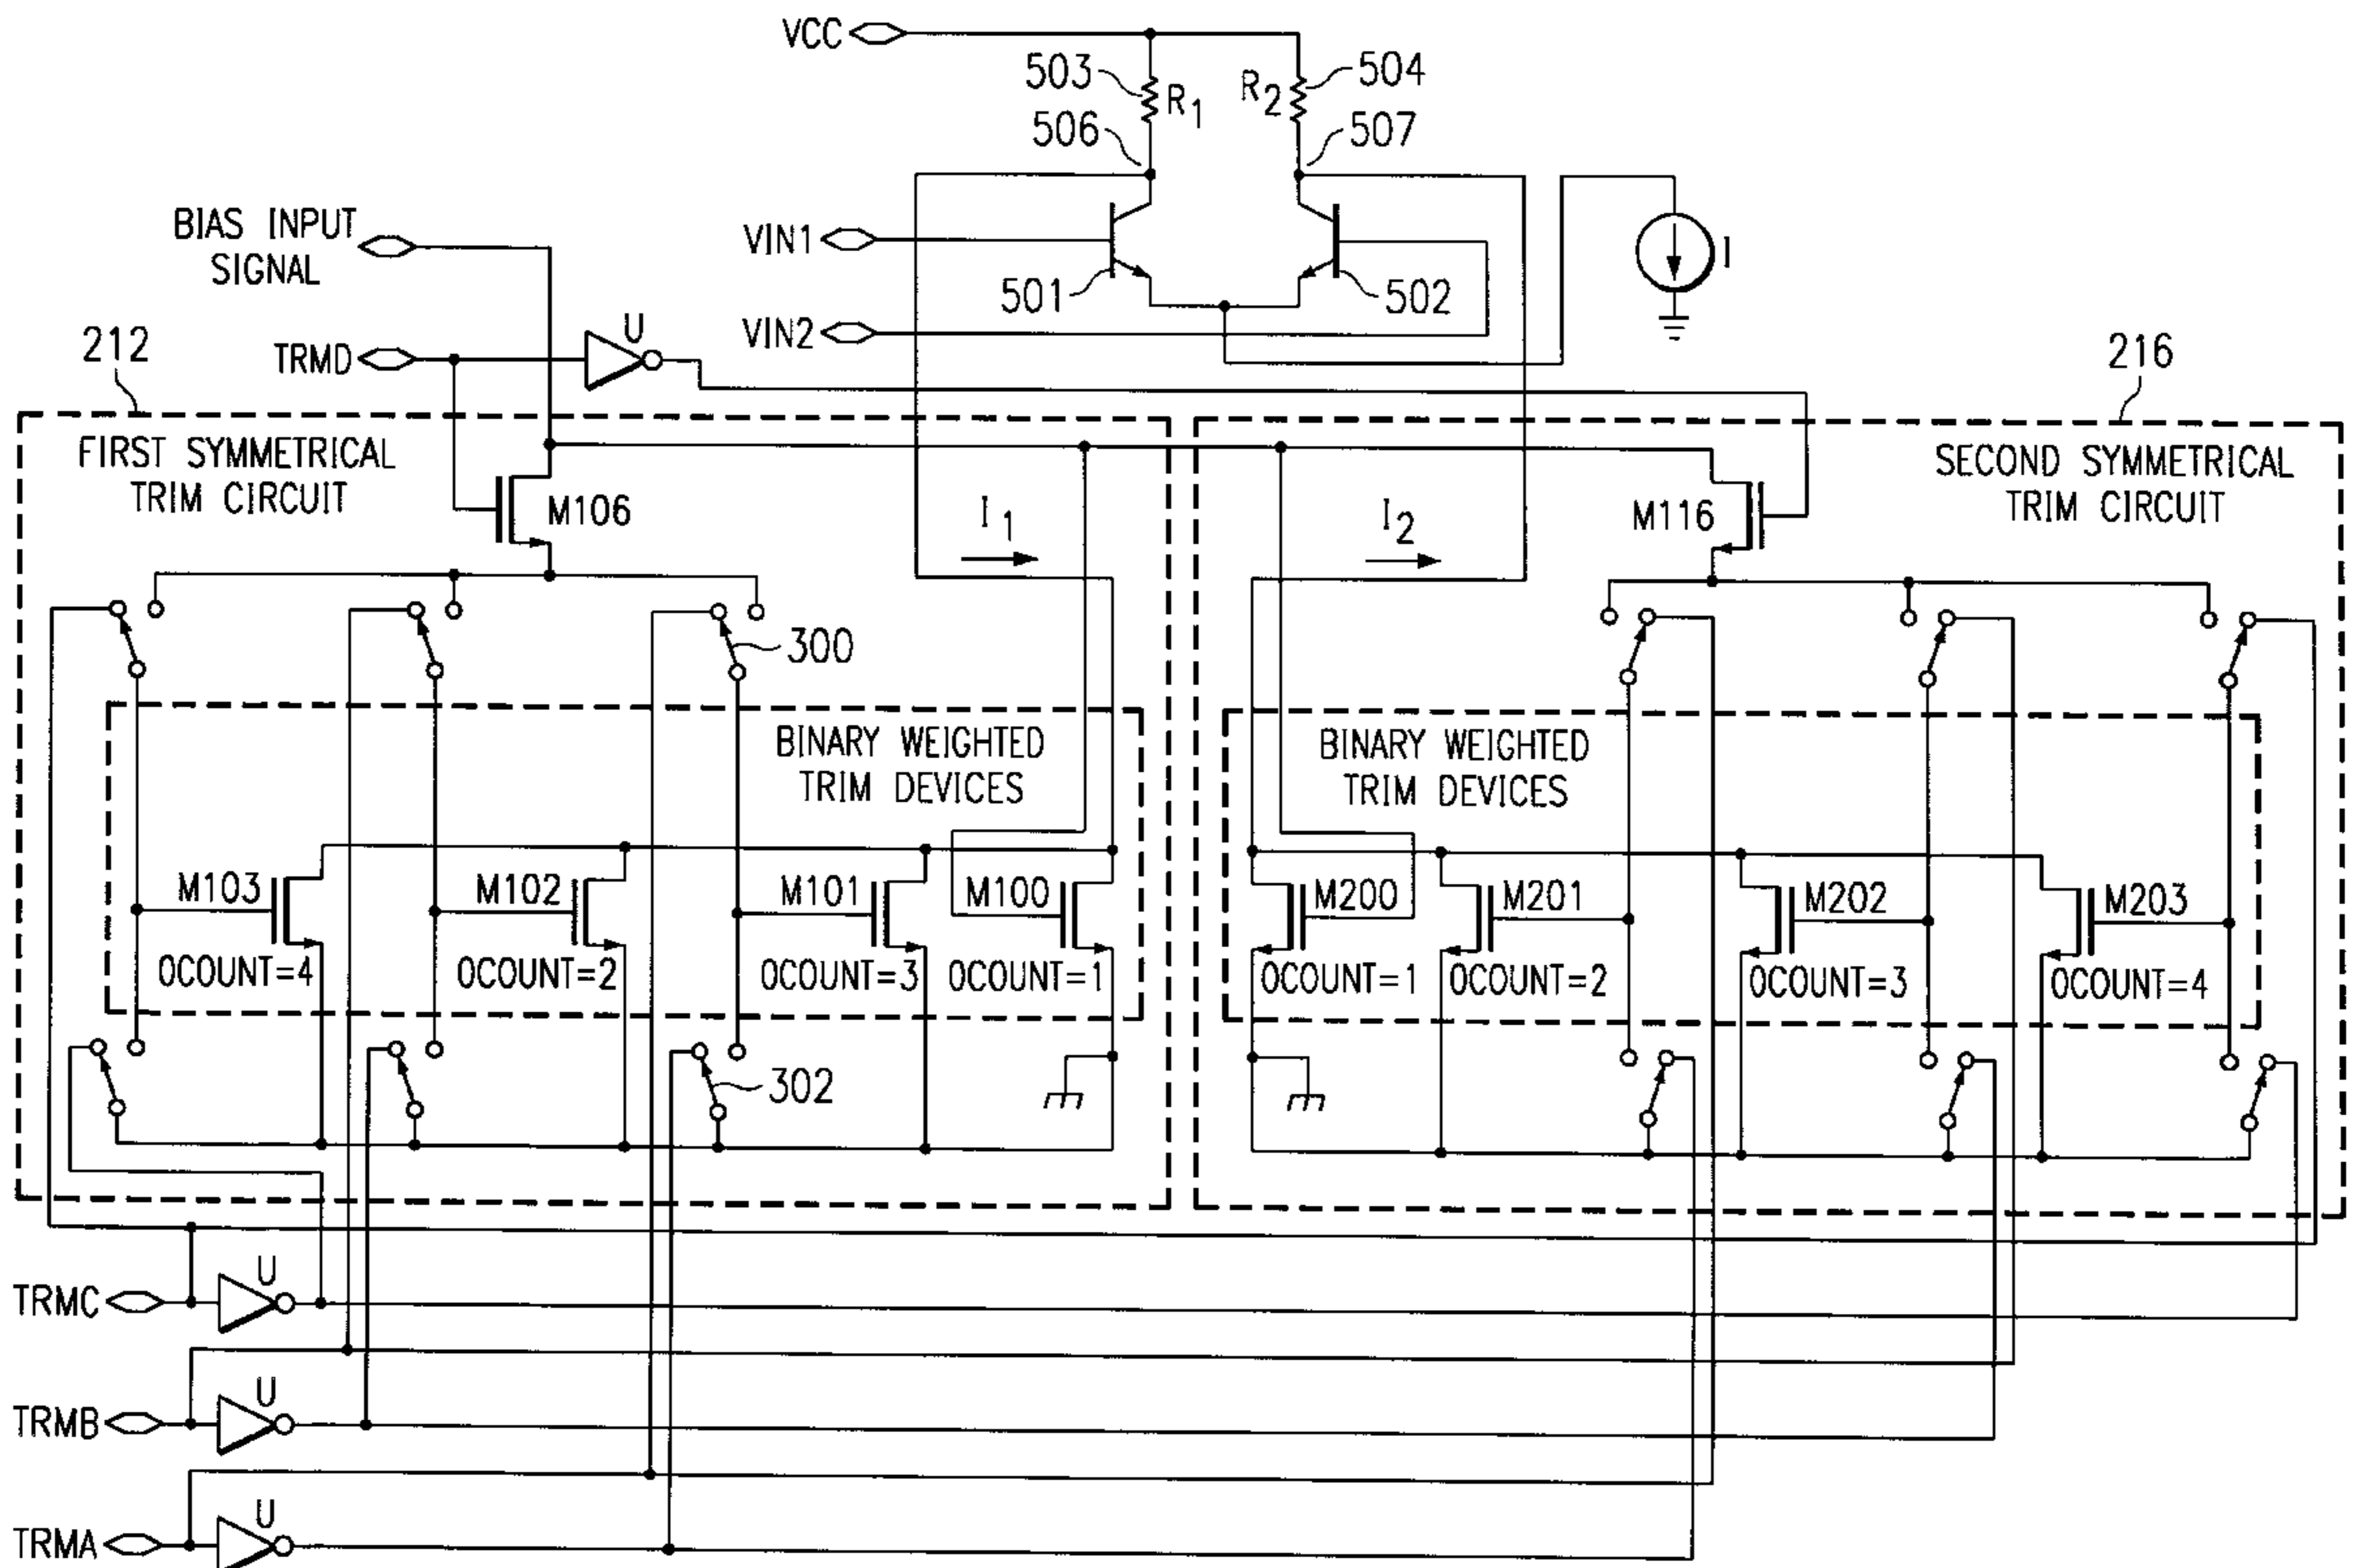 VCC
503
R1
R2
504
506
507
BIAS INPUT
SIGNAL
VIN1
I
501
502
VIN2
212
TRMD
U
216
FIRST SYMMETRICAL
TRIM CIRCUIT
SECOND SYMMETRICAL
TRIM CIRCUIT
M106
I1
I2
M116
300
BINARY WEIGHTED
TRIM DEVICES
BINARY WEIGHTED
TRIM DEVICES
M103
M102
M101
M100
M200
M201
M202
M203
OCOUNT=4
OCOUNT=2
OCOUNT=3
OCOUNT=1
OCOUNT=1
OCOUNT=2
OCOUNT=3
OCOUNT=4
302
TRMC
U
TRMB
U
TRMA
U